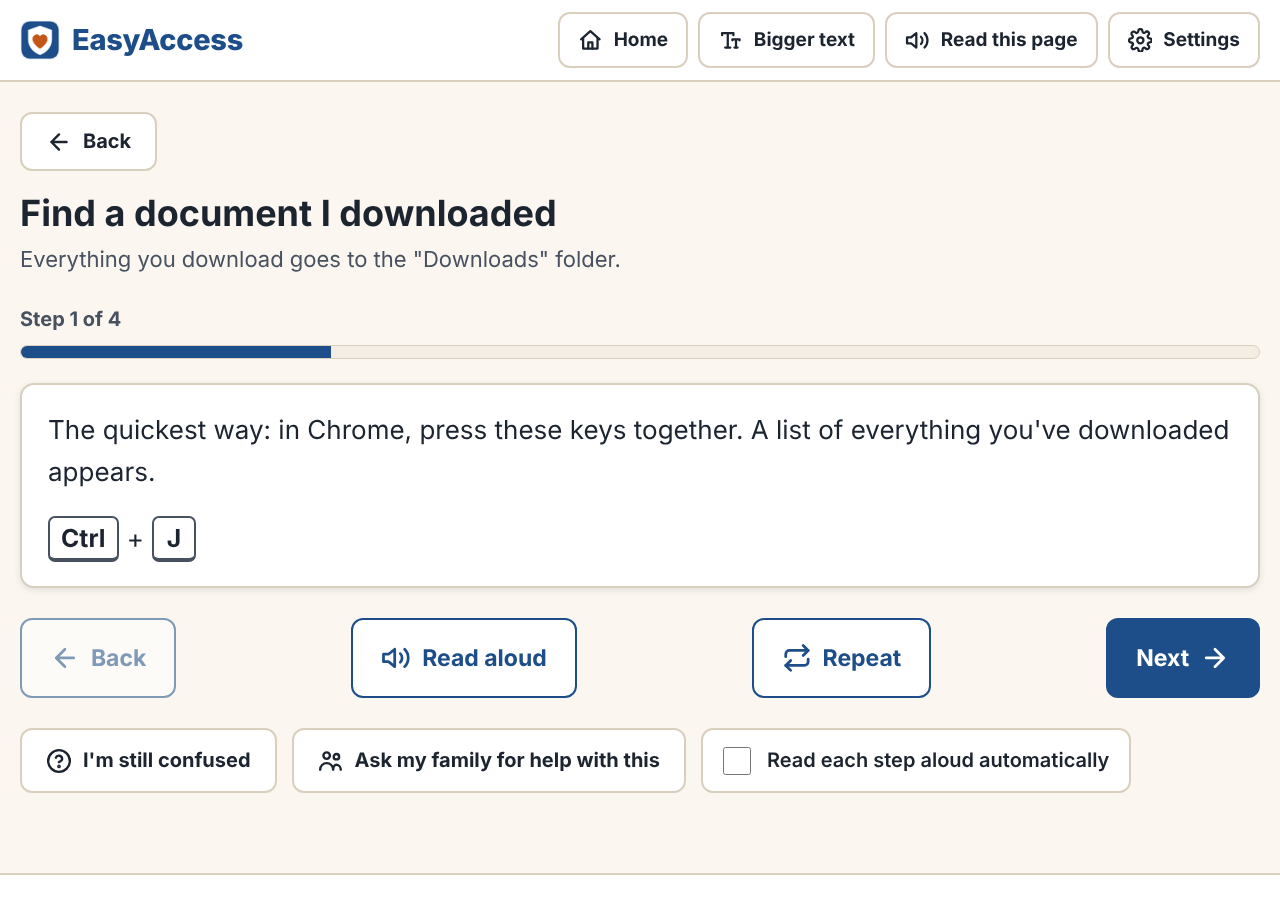 EasyAccess
Home
Bigger text
Read this page
Settings
Back
Find a document I downloaded
Everything you download goes to the "Downloads" folder.
Step 1 of 4
The quickest way: in Chrome, press these keys together. A list of everything you've downloaded
appears.
Ctrl + J
Back
Read aloud
Repeat
Next
I'm still confused
Ask my family for help with this
Read each step aloud automatically